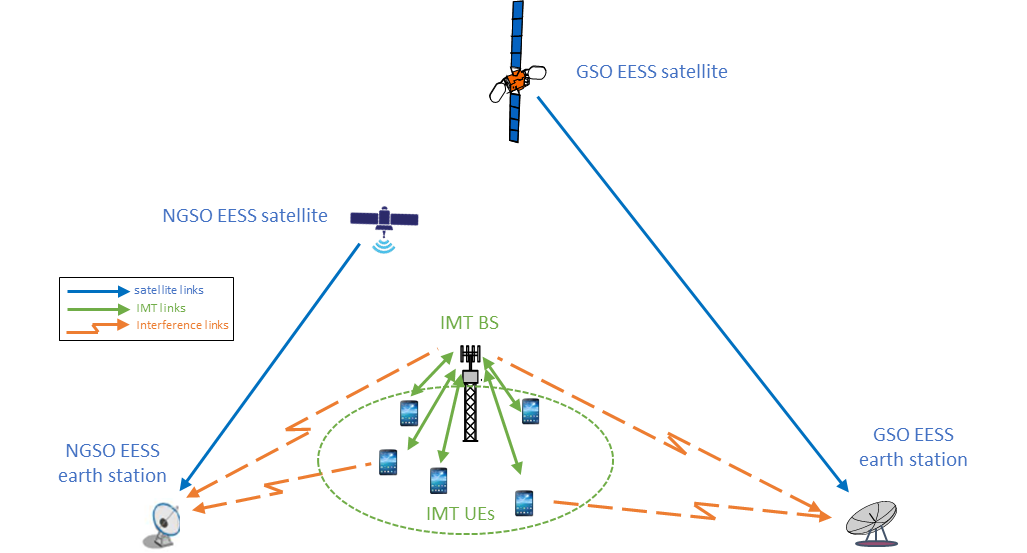 GSO EESS satellite
NGSO EESS satellite
satellite links
IMT links
Interference links
IMT BS
NGSO EESS
earth station
GSO EESS
earth station
IMT UEs